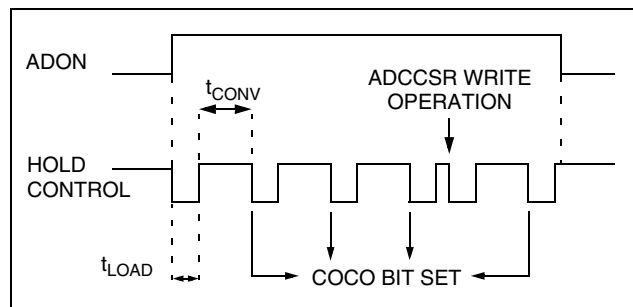 ADON
ADCCSR WRITE
OPERATION
tCONV
HOLD
CONTROL
tLOAD
COCO BIT SET